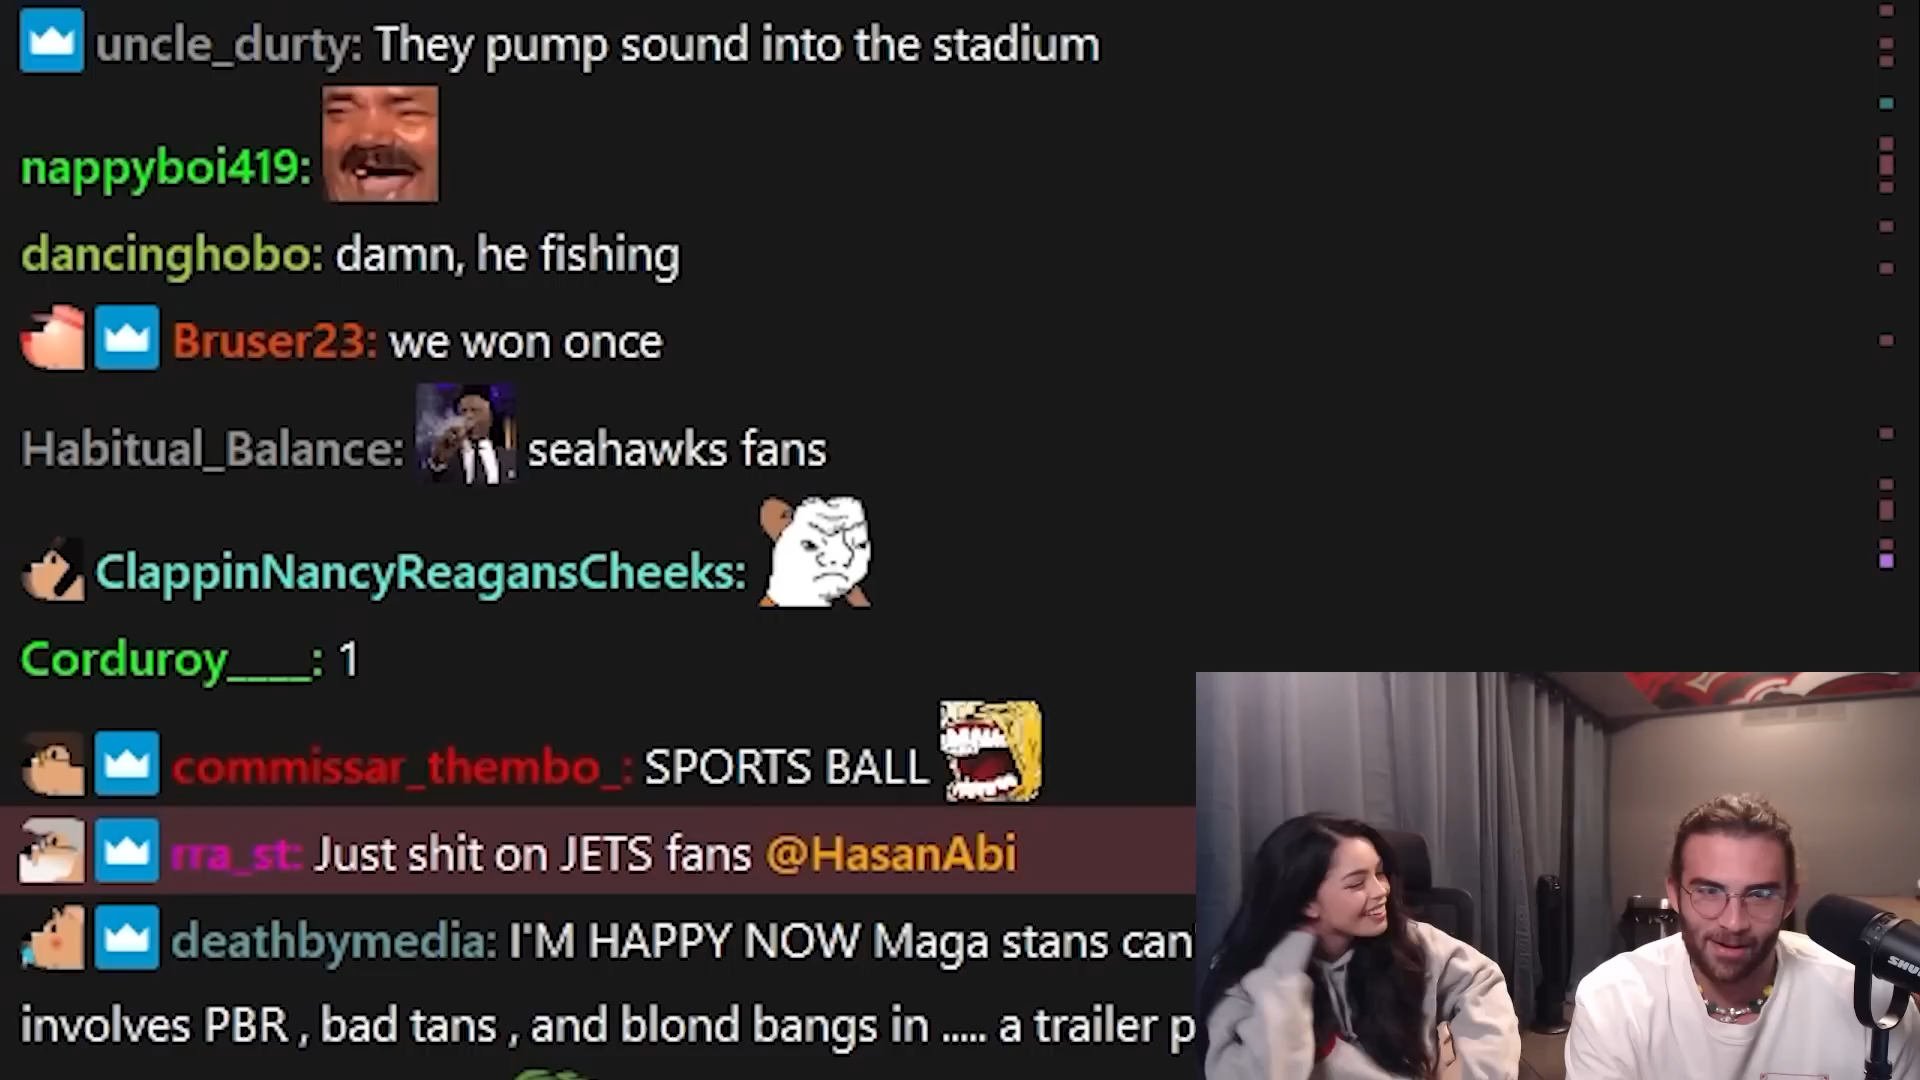 uncle_durty: They pump sound into the stadium
nappyboi419:
dancinghobo: damn, he fishing
Bruser23: we won once
Habitual_Balance: seahawks fans
ClappinNancyReagansCheeks:
Corduroy____: 1
commissar_thembo_: SPORTS BALL
rra_st: Just shit on JETS fans @HasanAbi
deathbymedia: I'M HAPPY NOW Maga stans can'
involves PBR , bad tans , and blond bangs in ..... a trailer p
SHU